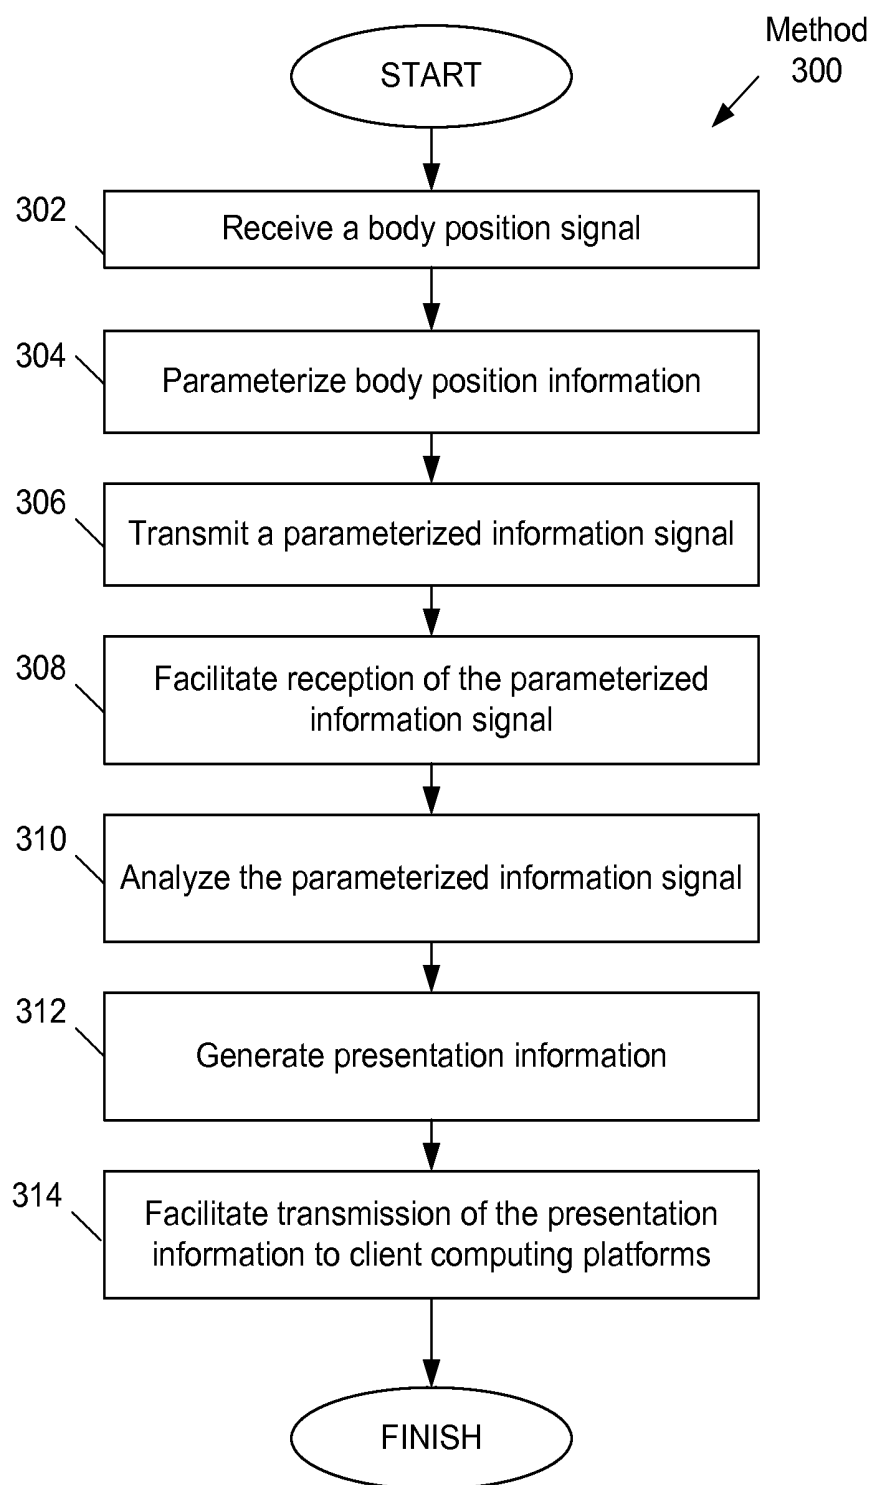 Method
300
START
302
Receive a body position signal
304
Parameterize body position information
306
Transmit a parameterized information signal
308
Facilitate reception of the parameterized
information signal
310
Analyze the parameterized information signal
312
Generate presentation information
314
Facilitate transmission of the presentation
information to client computing platforms
FINISH